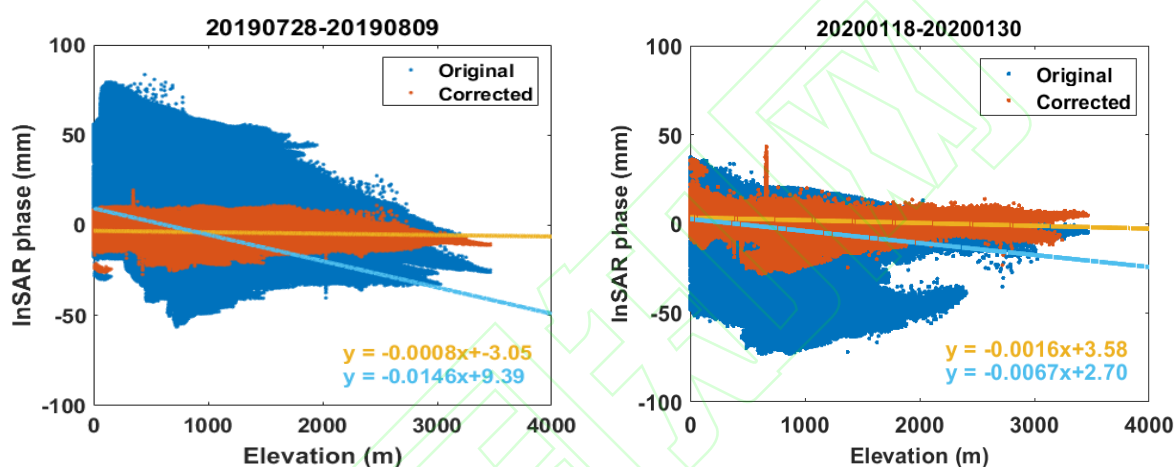 20190728-20190809
100
50
0
-50
-100
InSAR phase (mm)
Original
Corrected
y = -0.0008x+-3.05
y = -0.0146x+9.39
0 1000 2000 3000 4000
Elevation (m)
20200118-20200130
100
50
0
-50
-100
InSAR phase (mm)
Original
Corrected
y = -0.0016x+3.58
y = -0.0067x+2.70
0 1000 2000 3000 4000
Elevation (m)